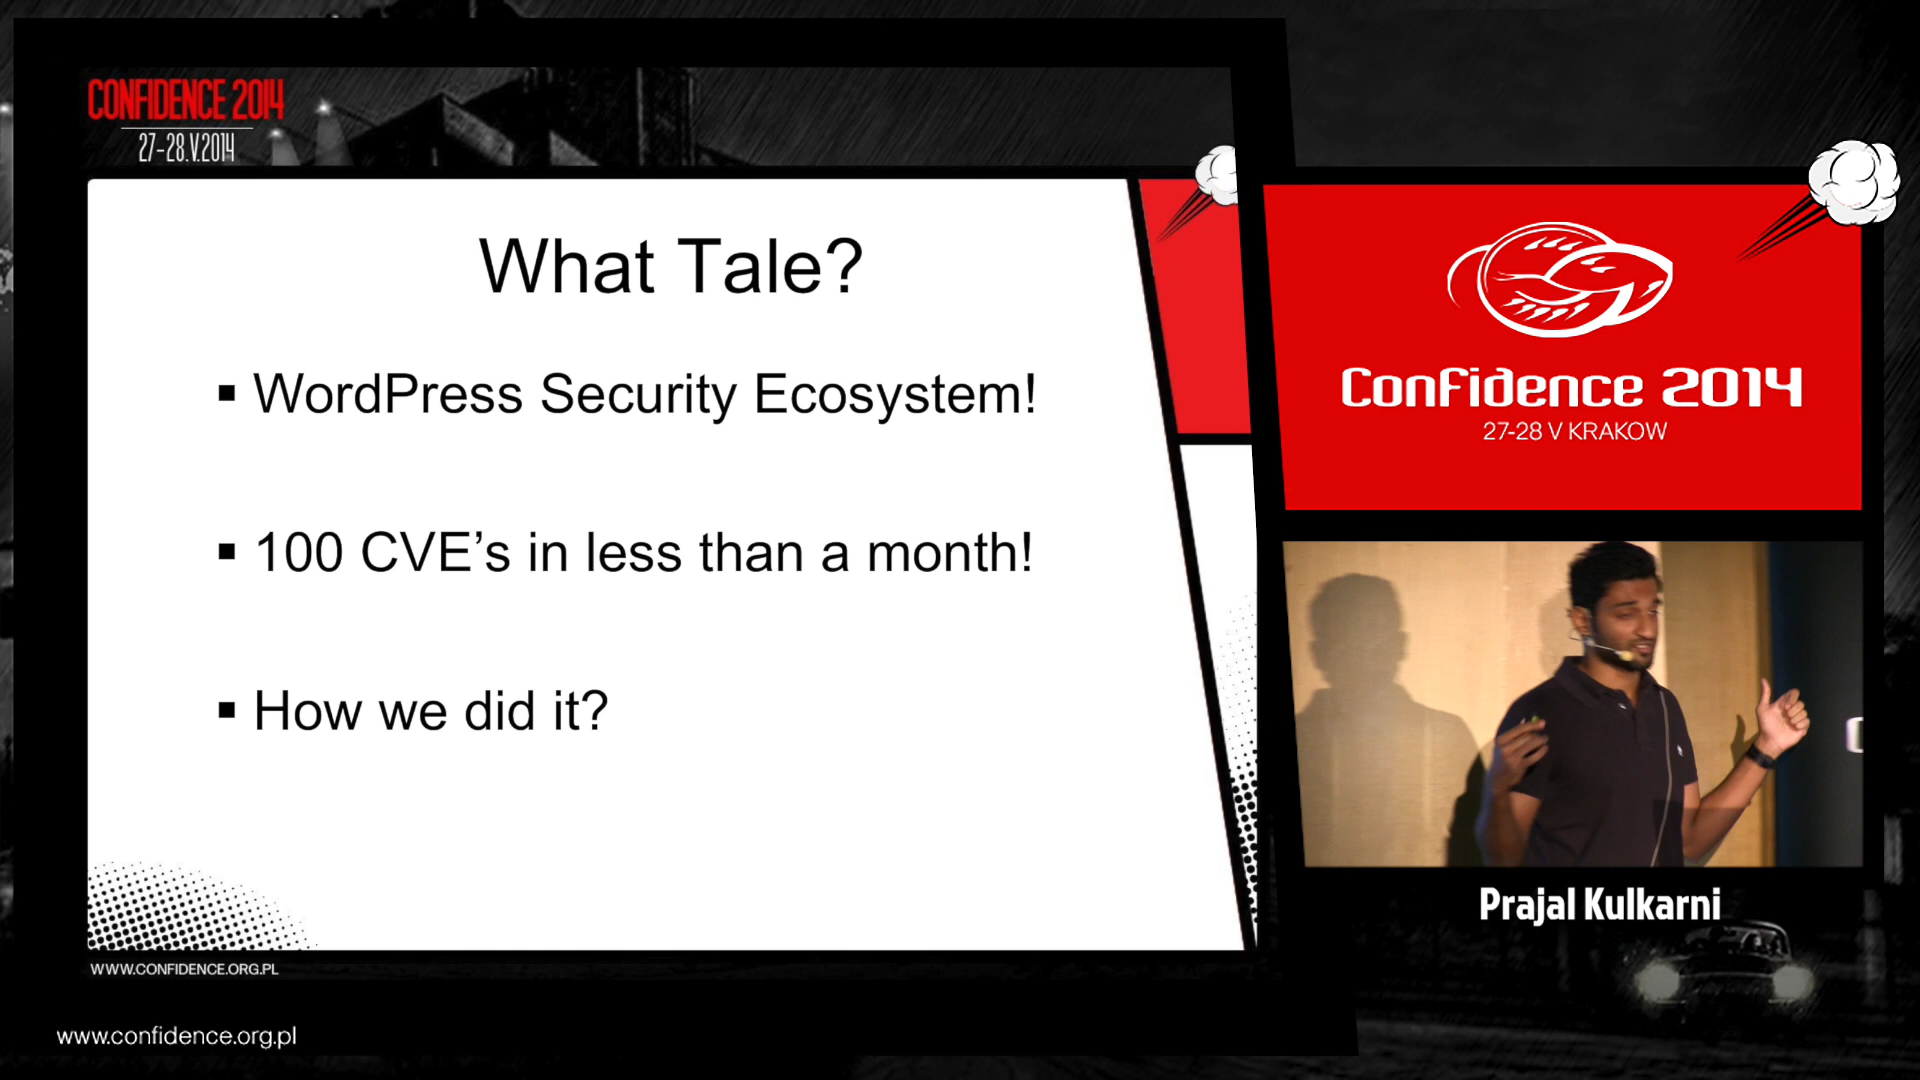 CONFIDENCE 2014
27-28.V.2014
What Tale?
▪ WordPress Security Ecosystem!
▪ 100 CVE’s in less than a month!
▪ How we did it?
WWW.CONFIDENCE.ORG.PL
www.confidence.org.pl
ConFidence 2014
27-28 V KRAKOW
Prajal Kulkarni